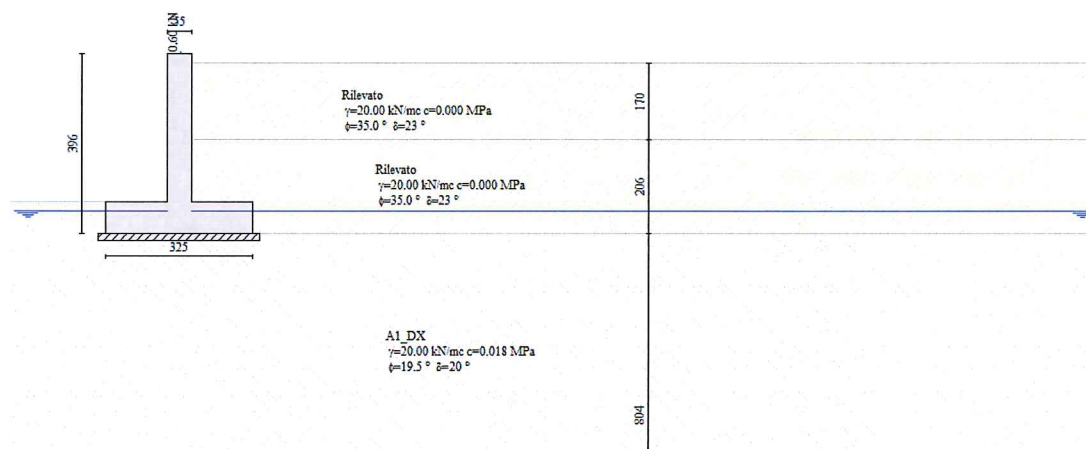 0.60 kN
35
396
Rilevato
γ=20.00 kN/mc c=0.000 MPa
ϕ=35.0 ° δ=23 °
170
Rilevato
γ=20.00 kN/mc c=0.000 MPa
ϕ=35.0 ° δ=23 °
206
325
A1_DX
γ=20.00 kN/mc c=0.018 MPa
ϕ=19.5 ° δ=20 °
804